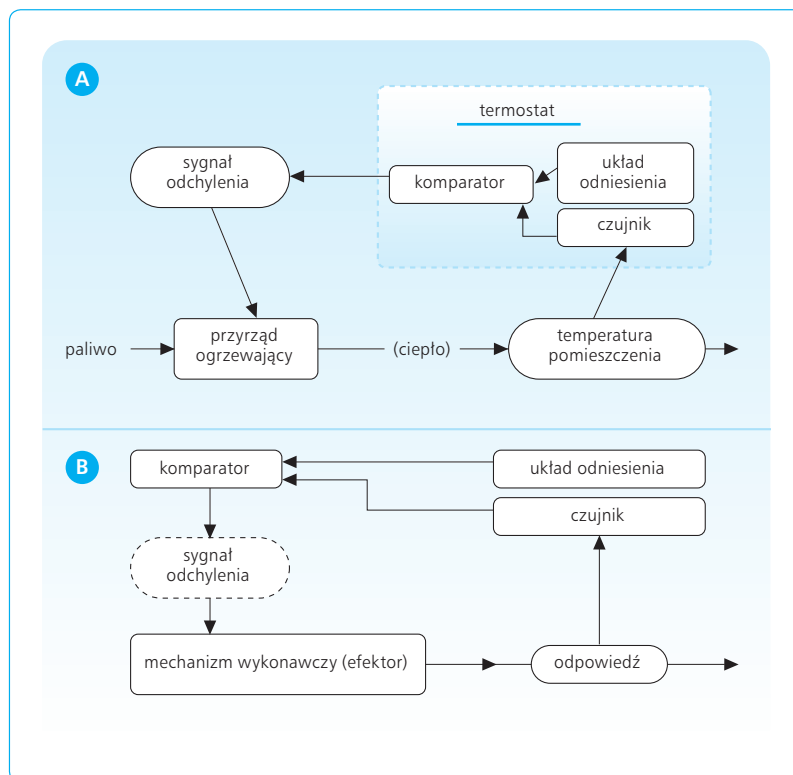 A
termostat
sygnał
odchylenia
komparator
układ
odniesienia
czujnik
paliwo
przyrząd
ogrzewający
(ciepło)
temperatura
pomieszczenia
B
komparator
układ odniesienia
czujnik
sygnał
odchylenia
mechanizm wykonawczy (efektor)
odpowiedź